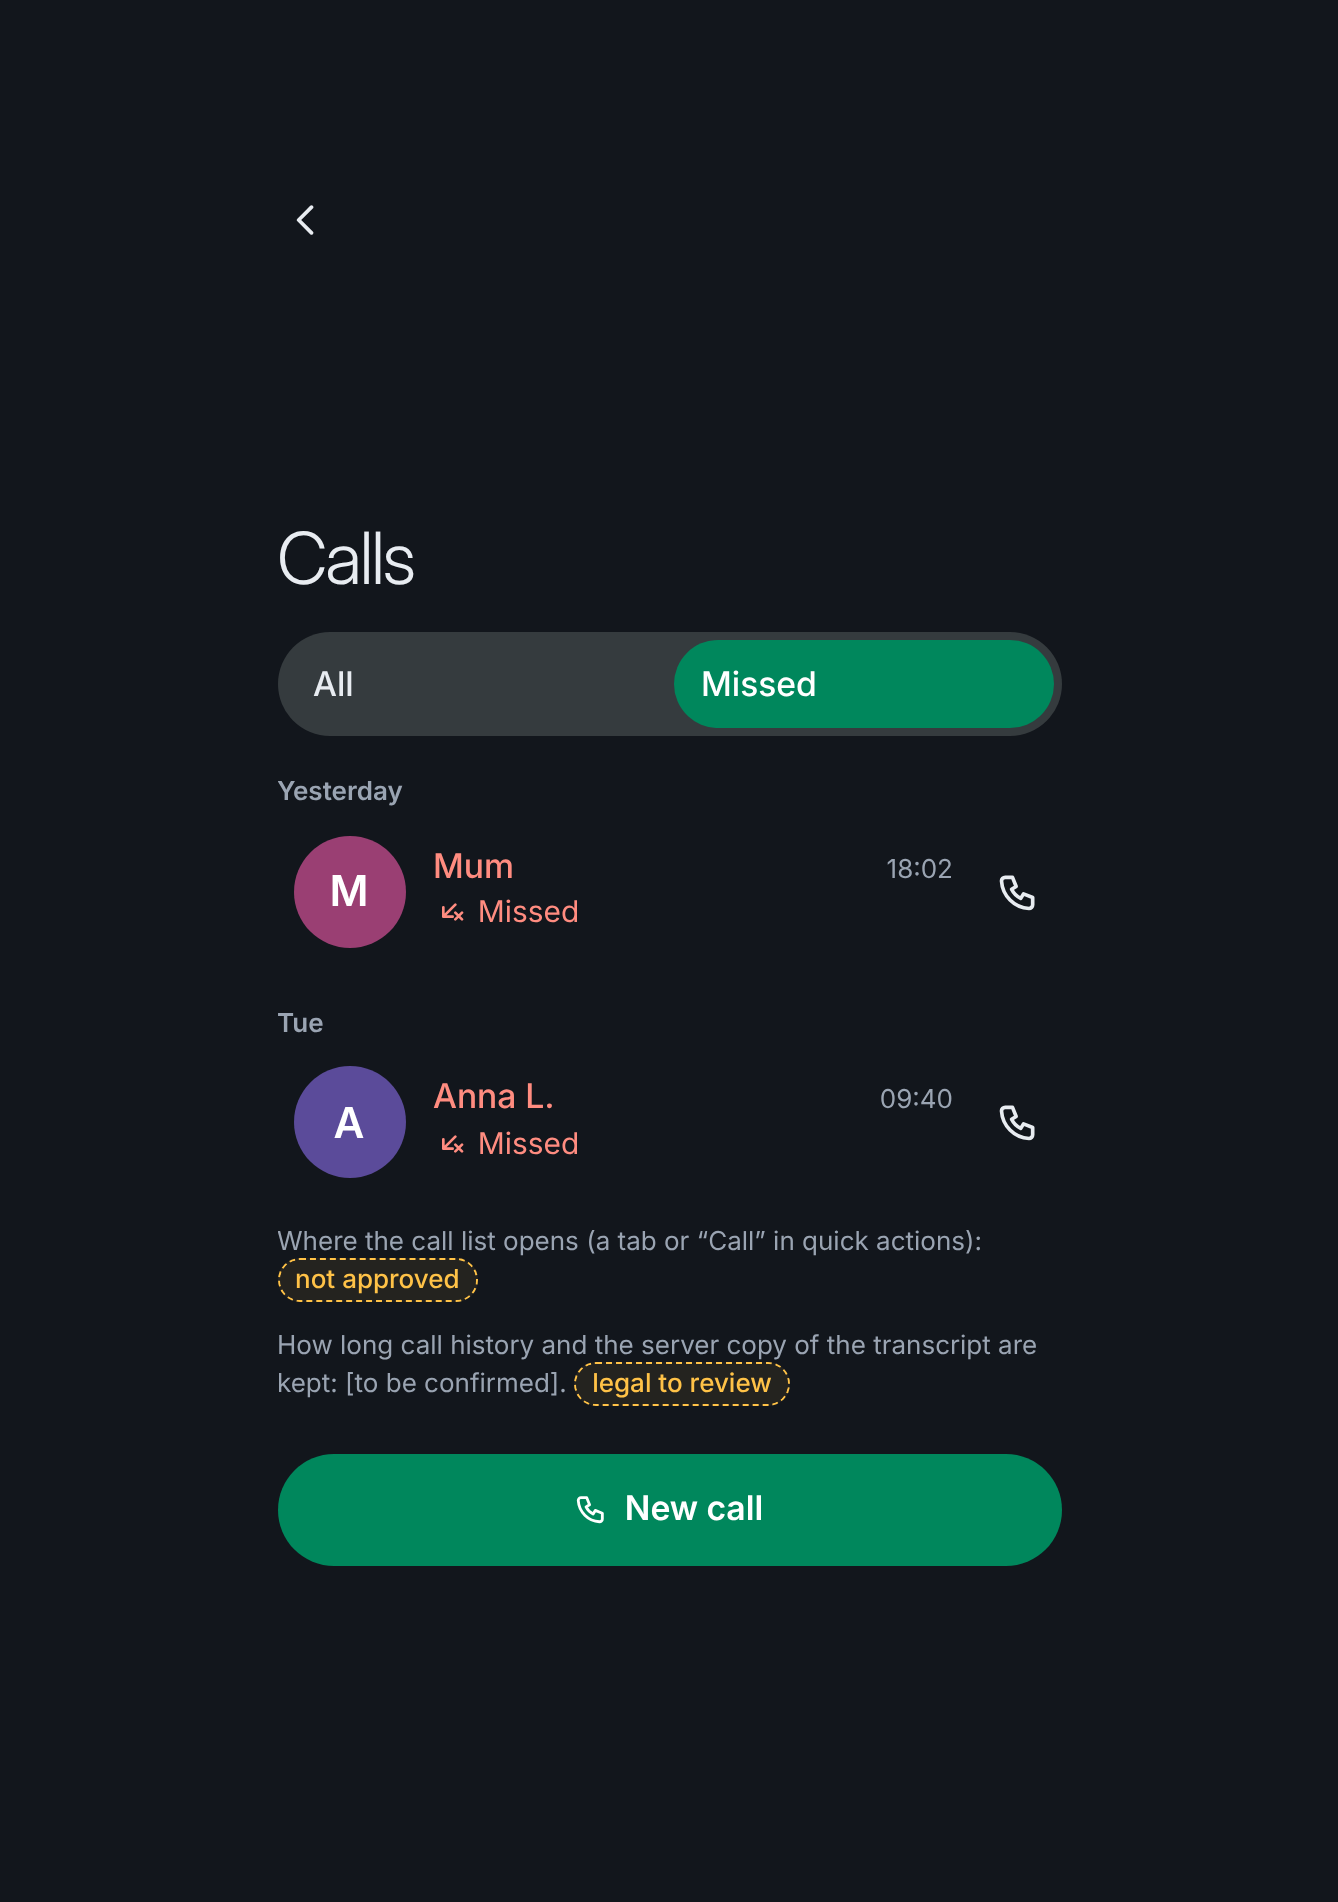 Calls
All
Missed
Yesterday
M
Mum
18:02
Missed
Tue
A
Anna L.
09:40
Missed
Where the call list opens (a tab or “Call” in quick actions):
not approved
How long call history and the server copy of the transcript are
kept: [to be confirmed]. legal to review
New call